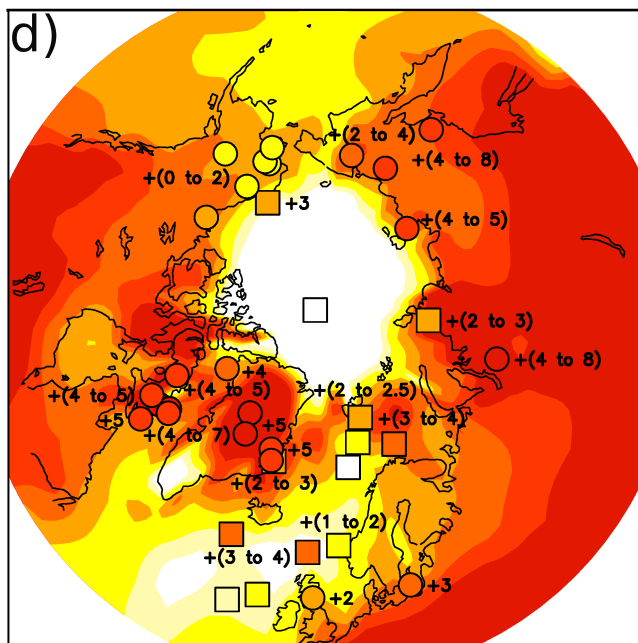 d)
+(2 to 4)
+(4 to 8)
+(0 to 2)
+3
+(4 to 5)
+(2 to 3)
+(4 to 8)
+4
+(4 to 5)
+(4 to 5)
+(2 to 2.5)
+(3 to 4)
+5
+5
+(4 to 7)
+5
+(2 to 3)
+(1 to 2)
+(3 to 4)
+3
+2